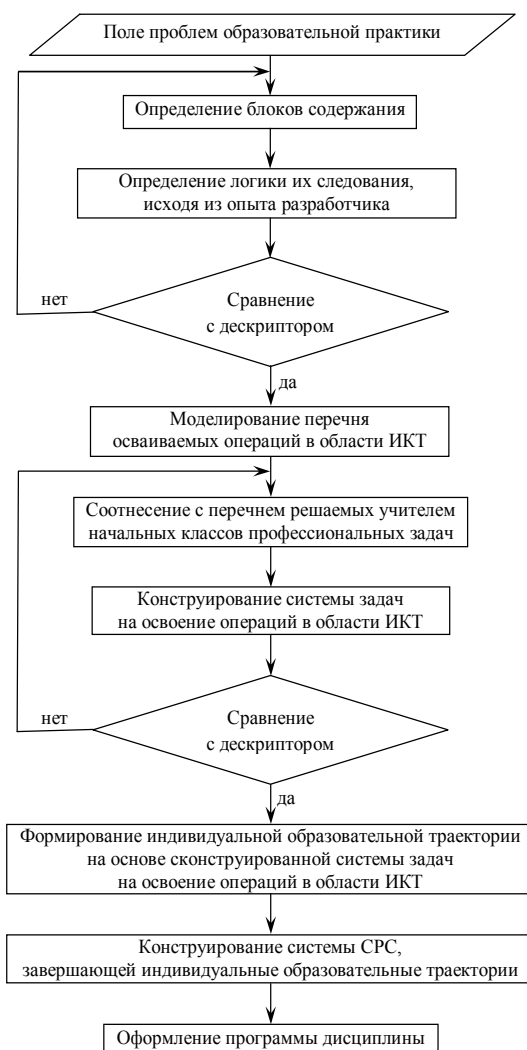 Поле проблем образовательной практики
Определение блоков содержания
Определение логики их следования,
исходя из опыта разработчика
нет
Сравнение
с дескриптором
да
Моделирование перечня
осваиваемых операций в области ИКТ
Соотнесение с перечнем решаемых учителем
начальных классов профессиональных задач
Конструирование системы задач
на освоение операций в области ИКТ
нет
Сравнение
с дескриптором
да
Формирование индивидуальной образовательной траектории
на основе сконструированной системы задач
на освоение операций в области ИКТ
Конструирование системы СРС,
завершающей индивидуальные образовательные траектории
Оформление программы дисциплины